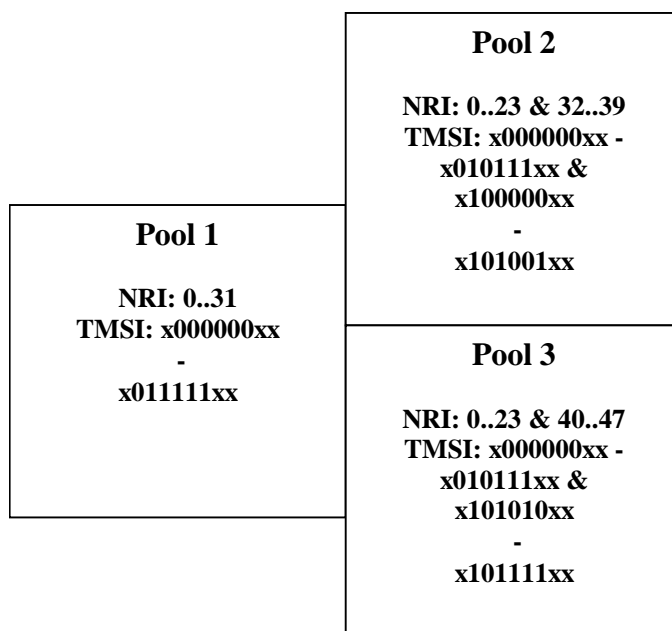 Pool 2
NRI: 0..23 & 32..39
TMSI: x000000xx -
x010111xx &
x100000xx
-
x101001xx
Pool 1
NRI: 0..31
TMSI: x000000xx
-
x011111xx
Pool 3
NRI: 0..23 & 40..47
TMSI: x000000xx -
x010111xx &
x101010xx
-
x101111xx